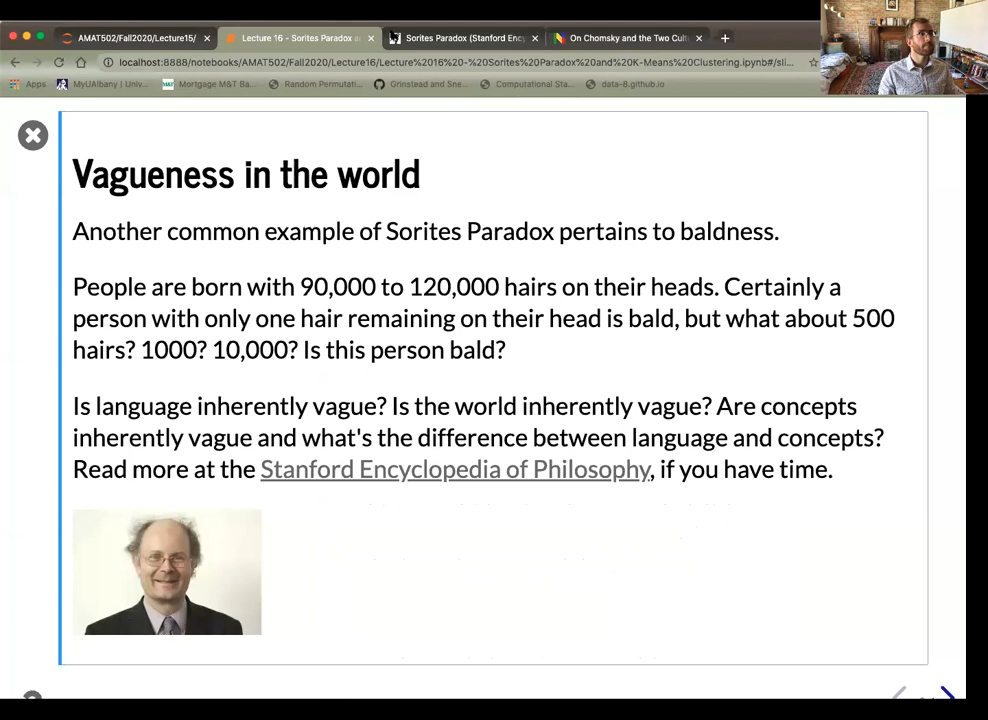 AMAT502/Fall2020/Lecture15/
Lecture 16 - Sorites Paradox a
Sorites Paradox (Stanford Enc
On Chomsky and the Two Cult
localhost:8888/notebooks/AMAT502/Fall2020/Lecture16/Lecture%2016%20-%20Sorites%20Paradox%20and%20K-Means%20Clustering.ipynb#/sli...
Apps
MyUAlbany | Univ...
Mortgage M&T Ba...
Random Permutati...
Grinstead and Sne...
Computational Sta...
data-8.github.io
Vagueness in the world
Another common example of Sorites Paradox pertains to baldness.
People are born with 90,000 to 120,000 hairs on their heads. Certainly a
person with only one hair remaining on their head is bald, but what about 500
hairs? 1000? 10,000? Is this person bald?
Is language inherently vague? Is the world inherently vague? Are concepts
inherently vague and what's the difference between language and concepts?
Read more at the Stanford Encyclopedia of Philosophy, if you have time.